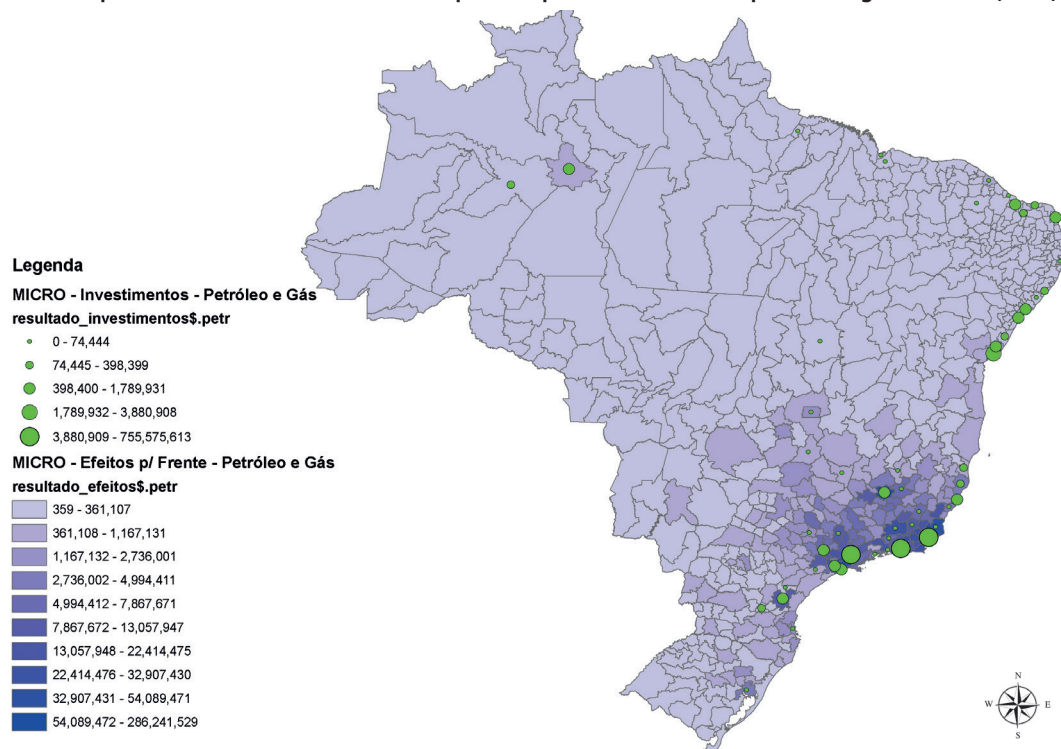 Legenda
MICRO - Investimentos - Petróleo e Gás
resultado_investimentos$.petr
0 - 74,444
74,445 - 398,399
398,400 - 1,789,931
1,789,932 - 3,880,908
3,880,909 - 755,575,613
MICRO - Efeitos p/ Frente - Petróleo e Gás
resultado_efeitos$.petr
359 - 361,107
361,108 - 1,167,131
1,167,132 - 2,736,001
2,736,002 - 4,994,411
4,994,412 - 7,867,671
7,867,672 - 13,057,947
13,057,948 - 22,414,475
22,414,476 - 32,907,430
32,907,431 - 54,089,471
54,089,472 - 286,241,529
N
W E
S